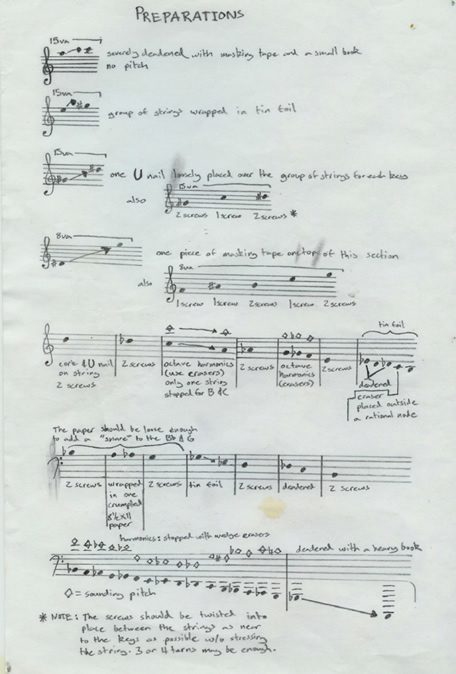 PREPARATIONS
15va
severely deadened with masking tape and a small book
no pitch
15va
group of strings wrapped in tin foil
15va
one U nail loosely placed over the group of strings for each key
also
15va
2 screws 1 screw 2 screws *
8va
one piece of masking tape on top of this section
also
8va
1 screw 1 screw 2 screws 1 screw 2 screws
tin foil
U nail
on string
2 screws
2 screws
octave harmonics
(use erasers)
only one string
stopped for B & C
2 screws
octave
harmonics
(erasers)
2 screws
deadened
eraser
placed outside
a rational node
The paper should be loose enough
to add a "snare" to the Bb & G
2 screws
wrapped
in one
crumpled
8½ x 11
paper
2 screws
tin foil
2 screws
deadened
2 screws
harmonics: stopped with wedge erasers
deadened with a heavy book
◇ = sounding pitch
* NOTE: The screws should be twisted into
place between the strings as near
to the keys as possible w/o stressing
the string. 3 or 4 turns may be enough.